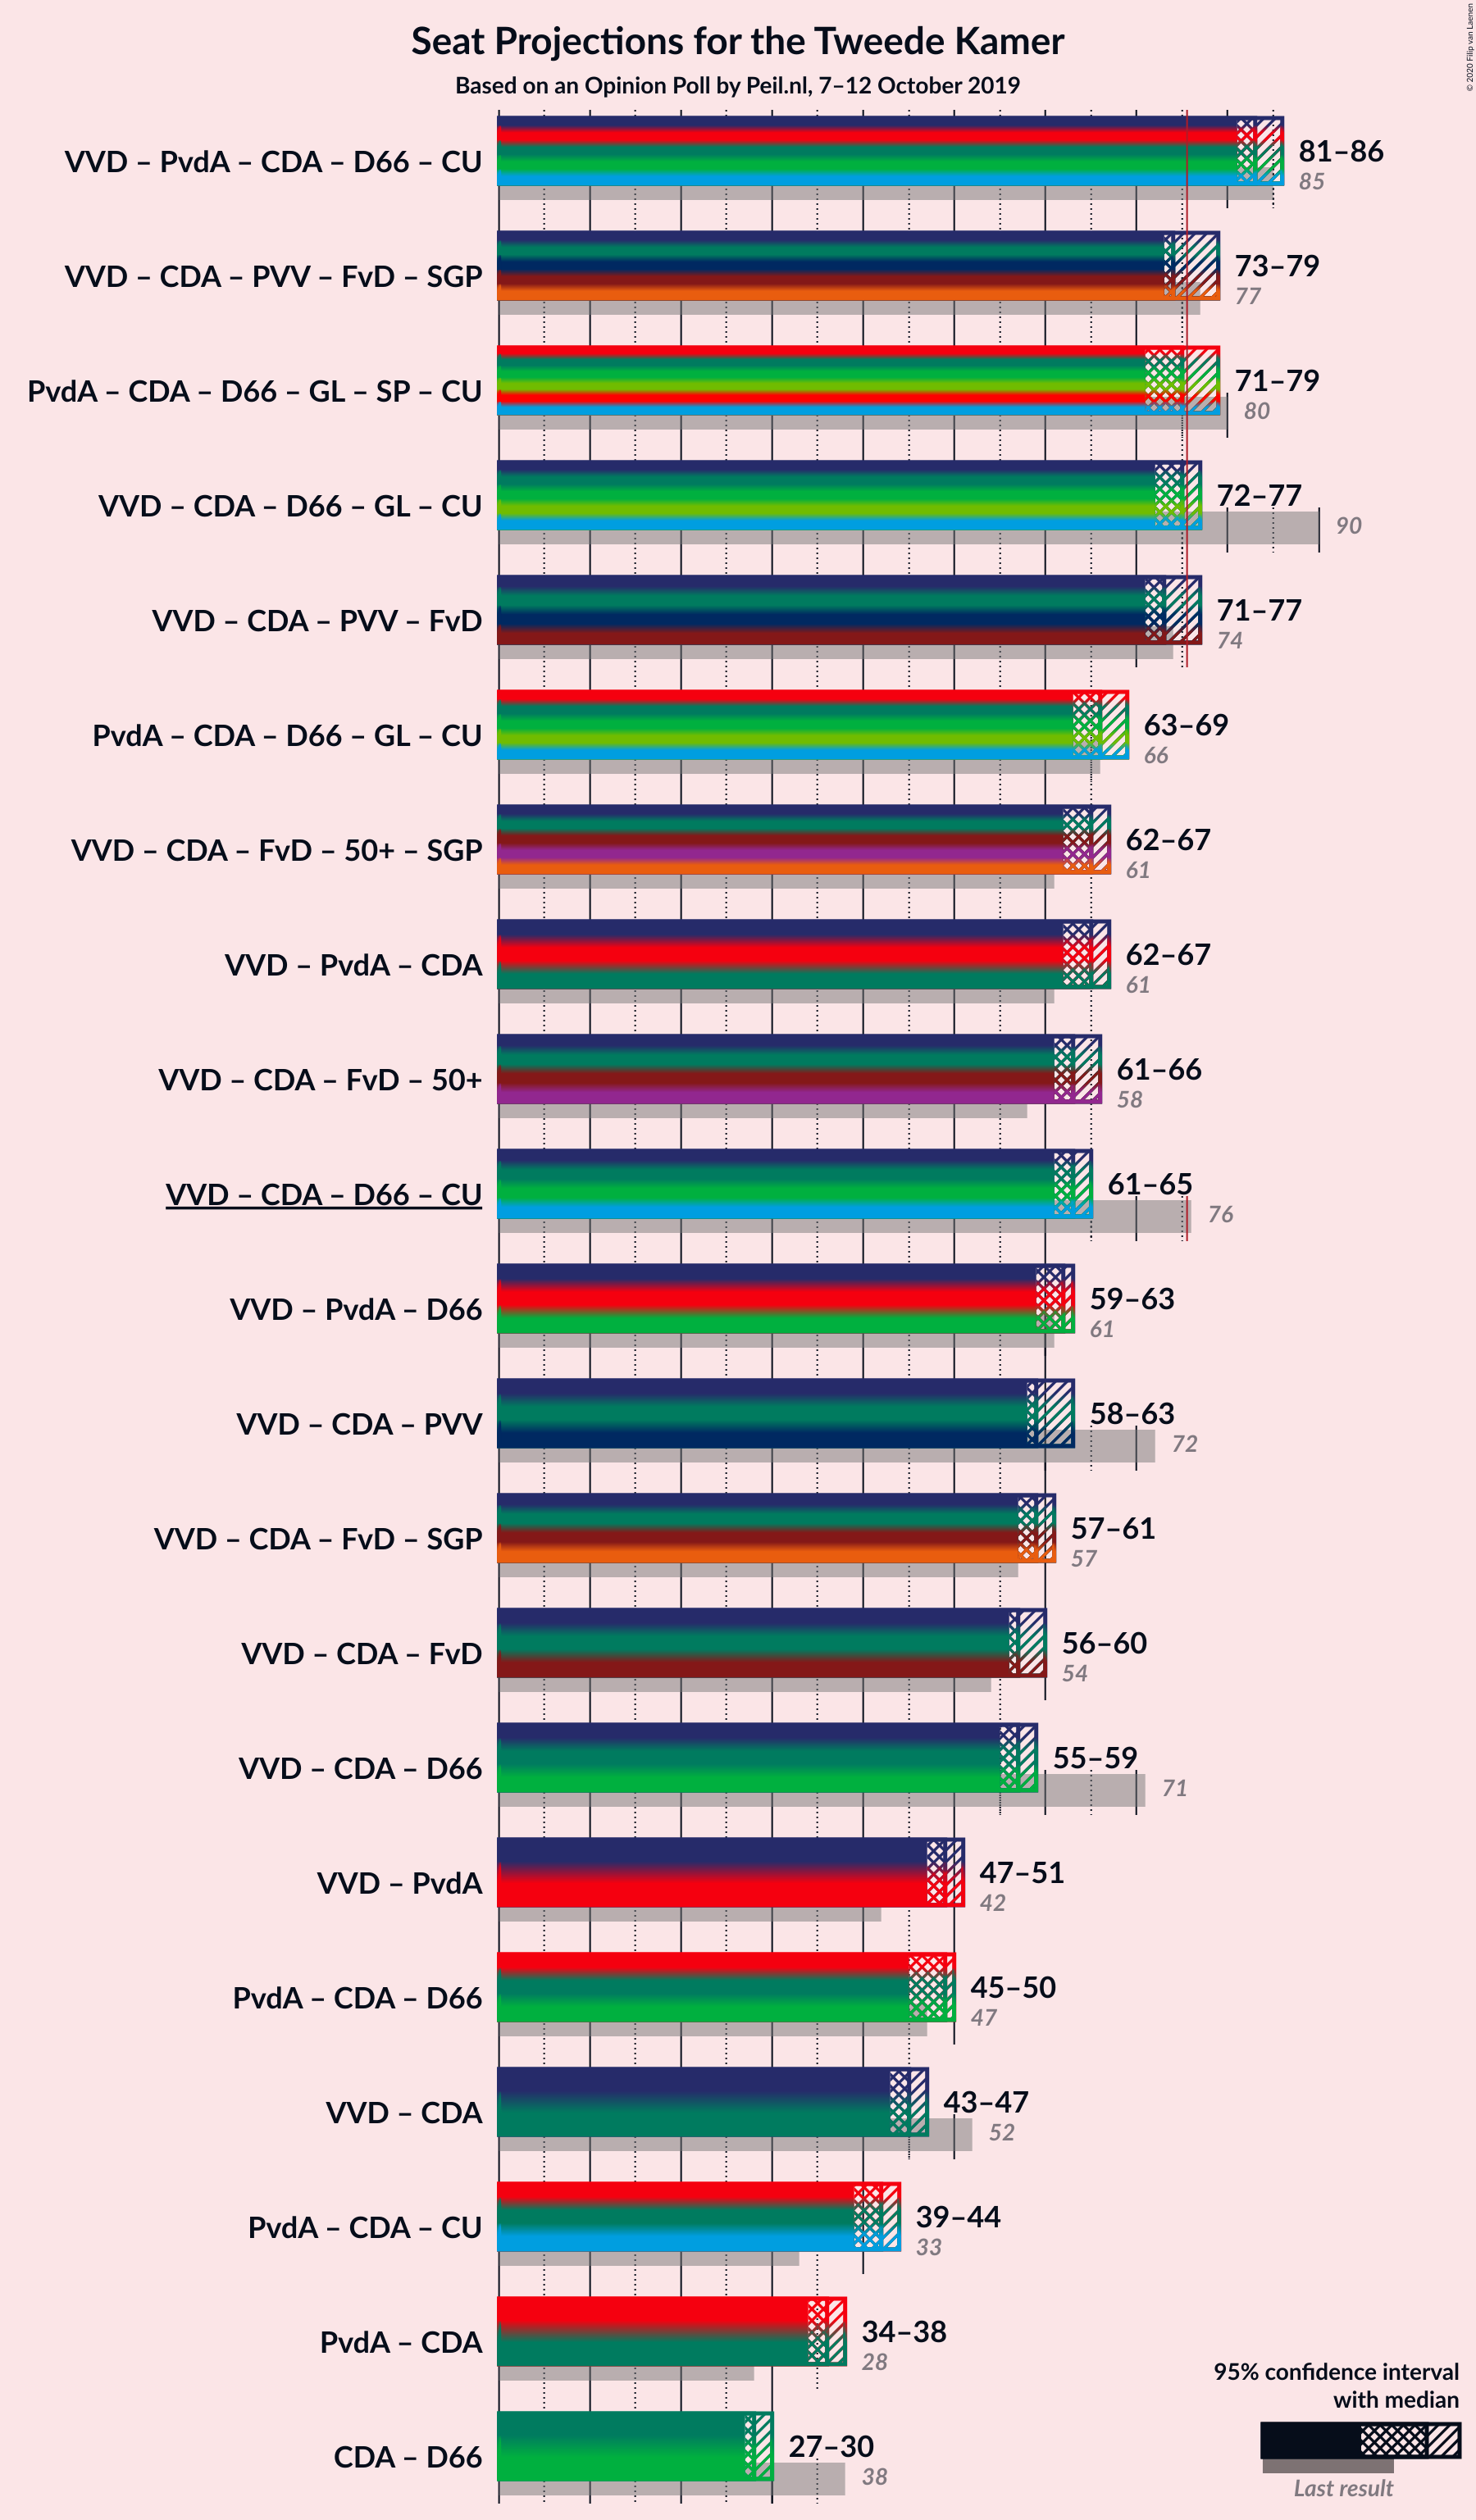 © 2020 Filip van Laenen
Seat Projections for the Tweede Kamer
Based on an Opinion Poll by Peil.nl, 7–12 October 2019
VVD – PvdA – CDA – D66 – CU
81–86
85
VVD – CDA – PVV – FvD – SGP
73–79
77
PvdA – CDA – D66 – GL – SP – CU
71–79
80
VVD – CDA – D66 – GL – CU
72–77
90
VVD – CDA – PVV – FvD
71–77
74
PvdA – CDA – D66 – GL – CU
63–69
66
VVD – CDA – FvD – 50+ – SGP
62–67
61
VVD – PvdA – CDA
62–67
61
VVD – CDA – FvD – 50+
61–66
58
VVD – CDA – D66 – CU
61–65
76
VVD – PvdA – D66
59–63
61
VVD – CDA – PVV
58–63
72
VVD – CDA – FvD – SGP
57–61
57
VVD – CDA – FvD
56–60
54
VVD – CDA – D66
55–59
71
VVD – PvdA
47–51
42
PvdA – CDA – D66
45–50
47
VVD – CDA
43–47
52
PvdA – CDA – CU
39–44
33
PvdA – CDA
34–38
28
CDA – D66
27–30
38
95% confidence interval
with median
Last result